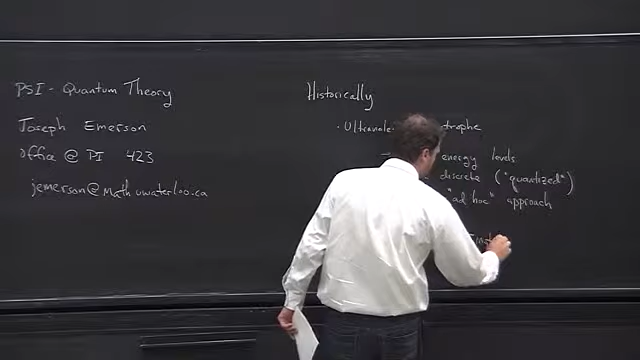 PSI - Quantum Theory
Joseph Emerson
office @ PI 423
jemerson@math.uwaterloo.ca
Historically
energy levels
discrete ("quantized")
"ad hoc" approach